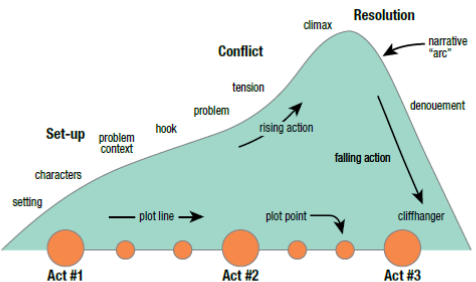 Resolution
climax
narrative
"arc"
Conflict
tension
denouement
problem
hook
rising action
Set-up
problem
context
falling action
characters
setting
plot line
plot point
cliffhanger
Act #1
Act #2
Act #3